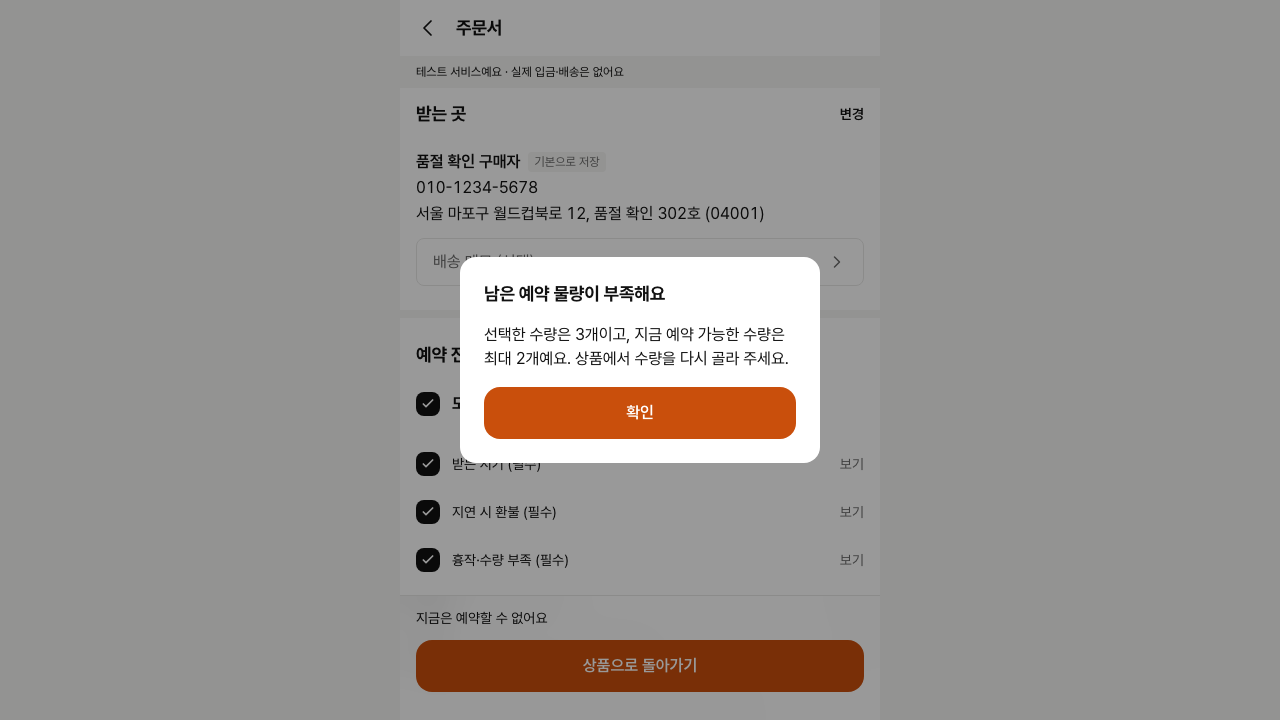 주문서
테스트 서비스예요 · 실제 입금·배송은 없어요
받는 곳
변경
품절 확인 구매자 기본으로 저장
010-1234-5678
서울 마포구 월드컵북로 12, 품절 확인 302호 (04001)
배송
남은 예약 물량이 부족해요
선택한 수량은 3개이고, 지금 예약 가능한 수량은
최대 2개예요. 상품에서 수량을 다시 골라 주세요.
확인
예약
보기
지연 시 환불 (필수)
보기
흉작·수량 부족 (필수)
보기
지금은 예약할 수 없어요
상품으로 돌아가기